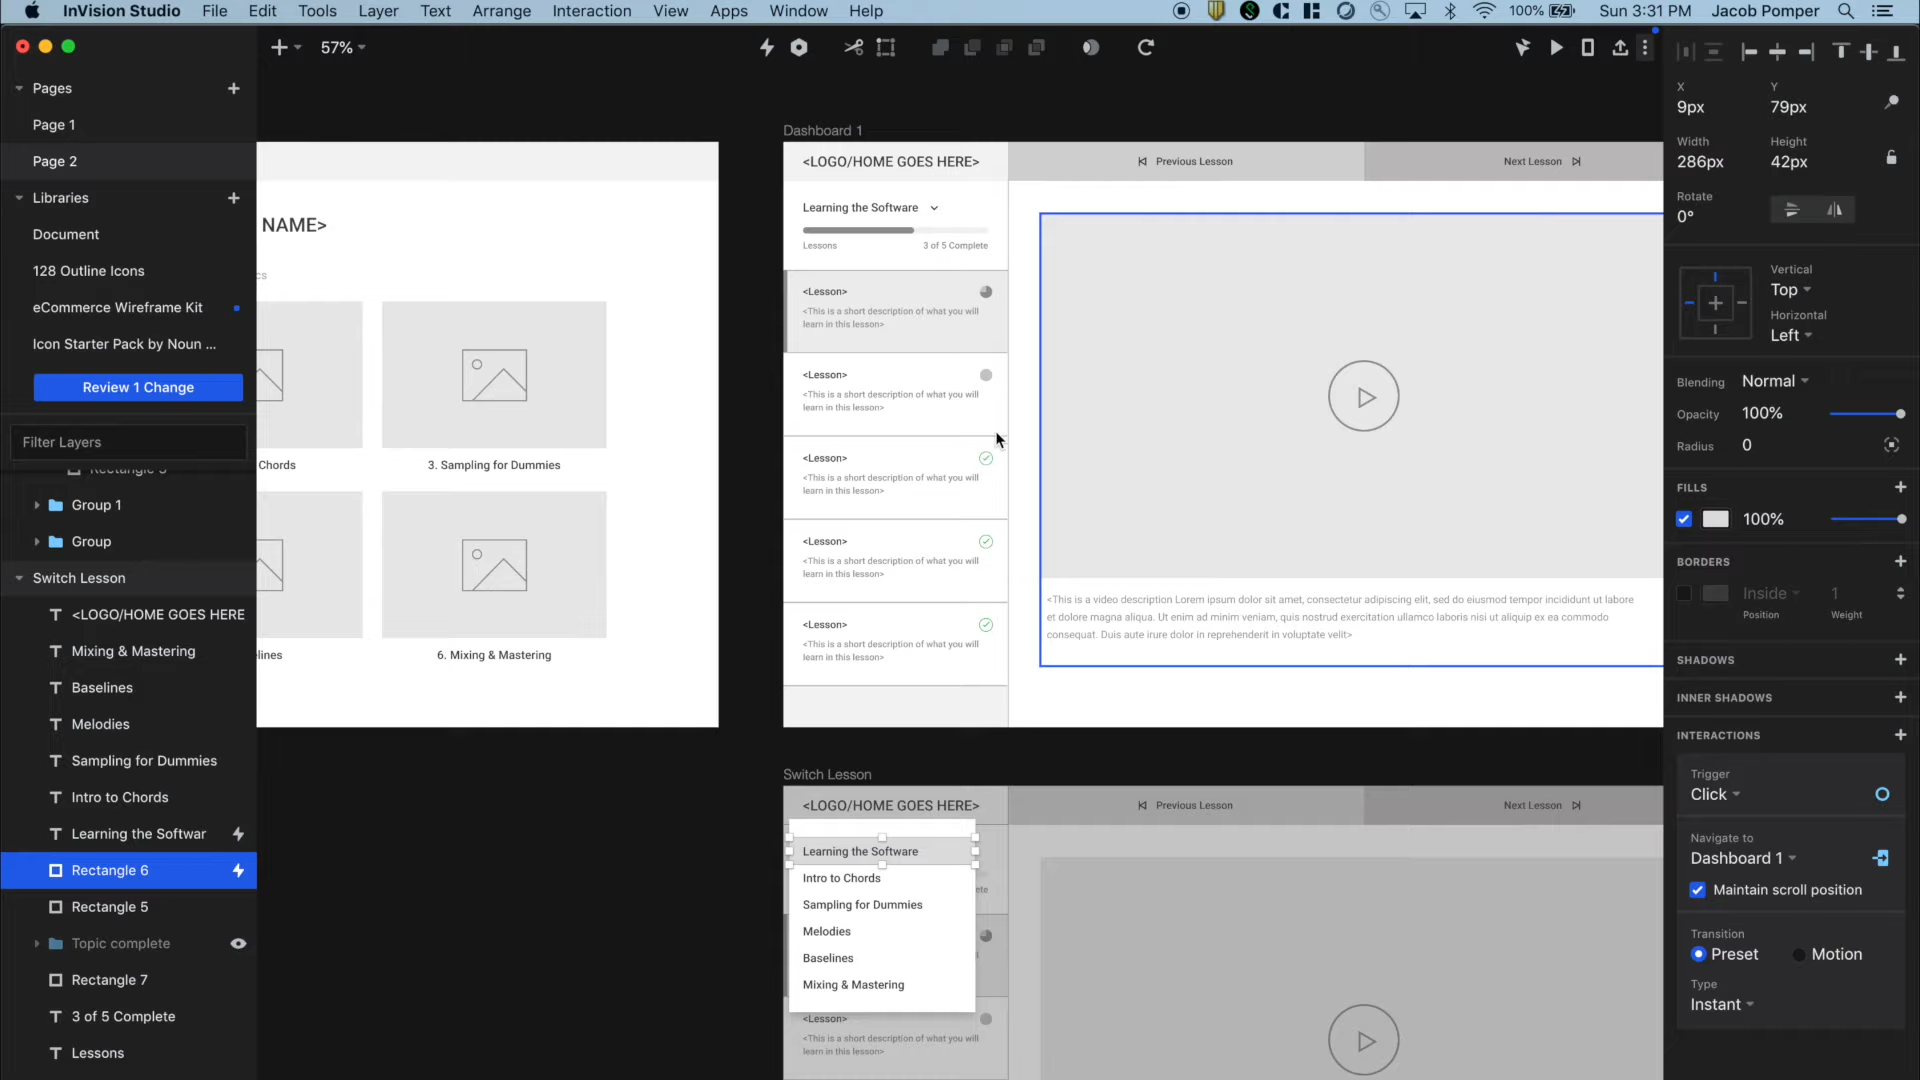 InVision Studio File Edit Tools Layer Text Arrange Interaction View Apps Window Help 100% Sun 3:31 PM Jacob Pomper
57%
Pages
Page 1
Page 2
Libraries
Document
128 Outline Icons
eCommerce Wireframe Kit
Icon Starter Pack by Noun ...
Review 1 Change
Filter Layers
Group 1
Group
Switch Lesson
<LOGO/HOME GOES HERE
Mixing & Mastering
Baselines
Melodies
Sampling for Dummies
Intro to Chords
Learning the Softwar
Rectangle 6
Rectangle 5
Topic complete
Rectangle 7
3 of 5 Complete
Lessons
NAME>
cs
Chords
3. Sampling for Dummies
lines
6. Mixing & Mastering
Dashboard 1
<LOGO/HOME GOES HERE>
Previous Lesson
Next Lesson
Learning the Software
Lessons
3 of 5 Complete
<Lesson>
<This is a short description of what you will
learn in this lesson>
<Lesson>
<This is a short description of what you will
learn in this lesson>
<Lesson>
<This is a short description of what you will
learn in this lesson>
<Lesson>
<This is a short description of what you will
learn in this lesson>
<Lesson>
<This is a short description of what you will
learn in this lesson>
<This is a video description Lorem ipsum dolor sit amet, consectetur adipiscing elit, sed do eiusmod tempor incididunt ut labore
et dolore magna aliqua. Ut enim ad minim veniam, quis nostrud exercitation ullamco laboris nisi ut aliquip ex ea commodo
consequat. Duis aute irure dolor in reprehenderit in voluptate velit>
Switch Lesson
<LOGO/HOME GOES HERE>
Previous Lesson
Next Lesson
Learning the Software
Intro to Chords
ete
Sampling for Dummies
Melodies
Baselines
Mixing & Mastering
<Lesson>
<This is a short description of what you will
learn in this lesson>
X
9px
Y
79px
Width
286px
Height
42px
Rotate
0°
Vertical
Top
Horizontal
Left
Blending Normal
Opacity 100%
Radius 0
FILLS
100%
BORDERS
Inside 1
Position Weight
SHADOWS
INNER SHADOWS
INTERACTIONS
Trigger
Click
Navigate to
Dashboard 1
Maintain scroll position
Transition
Preset Motion
Type
Instant